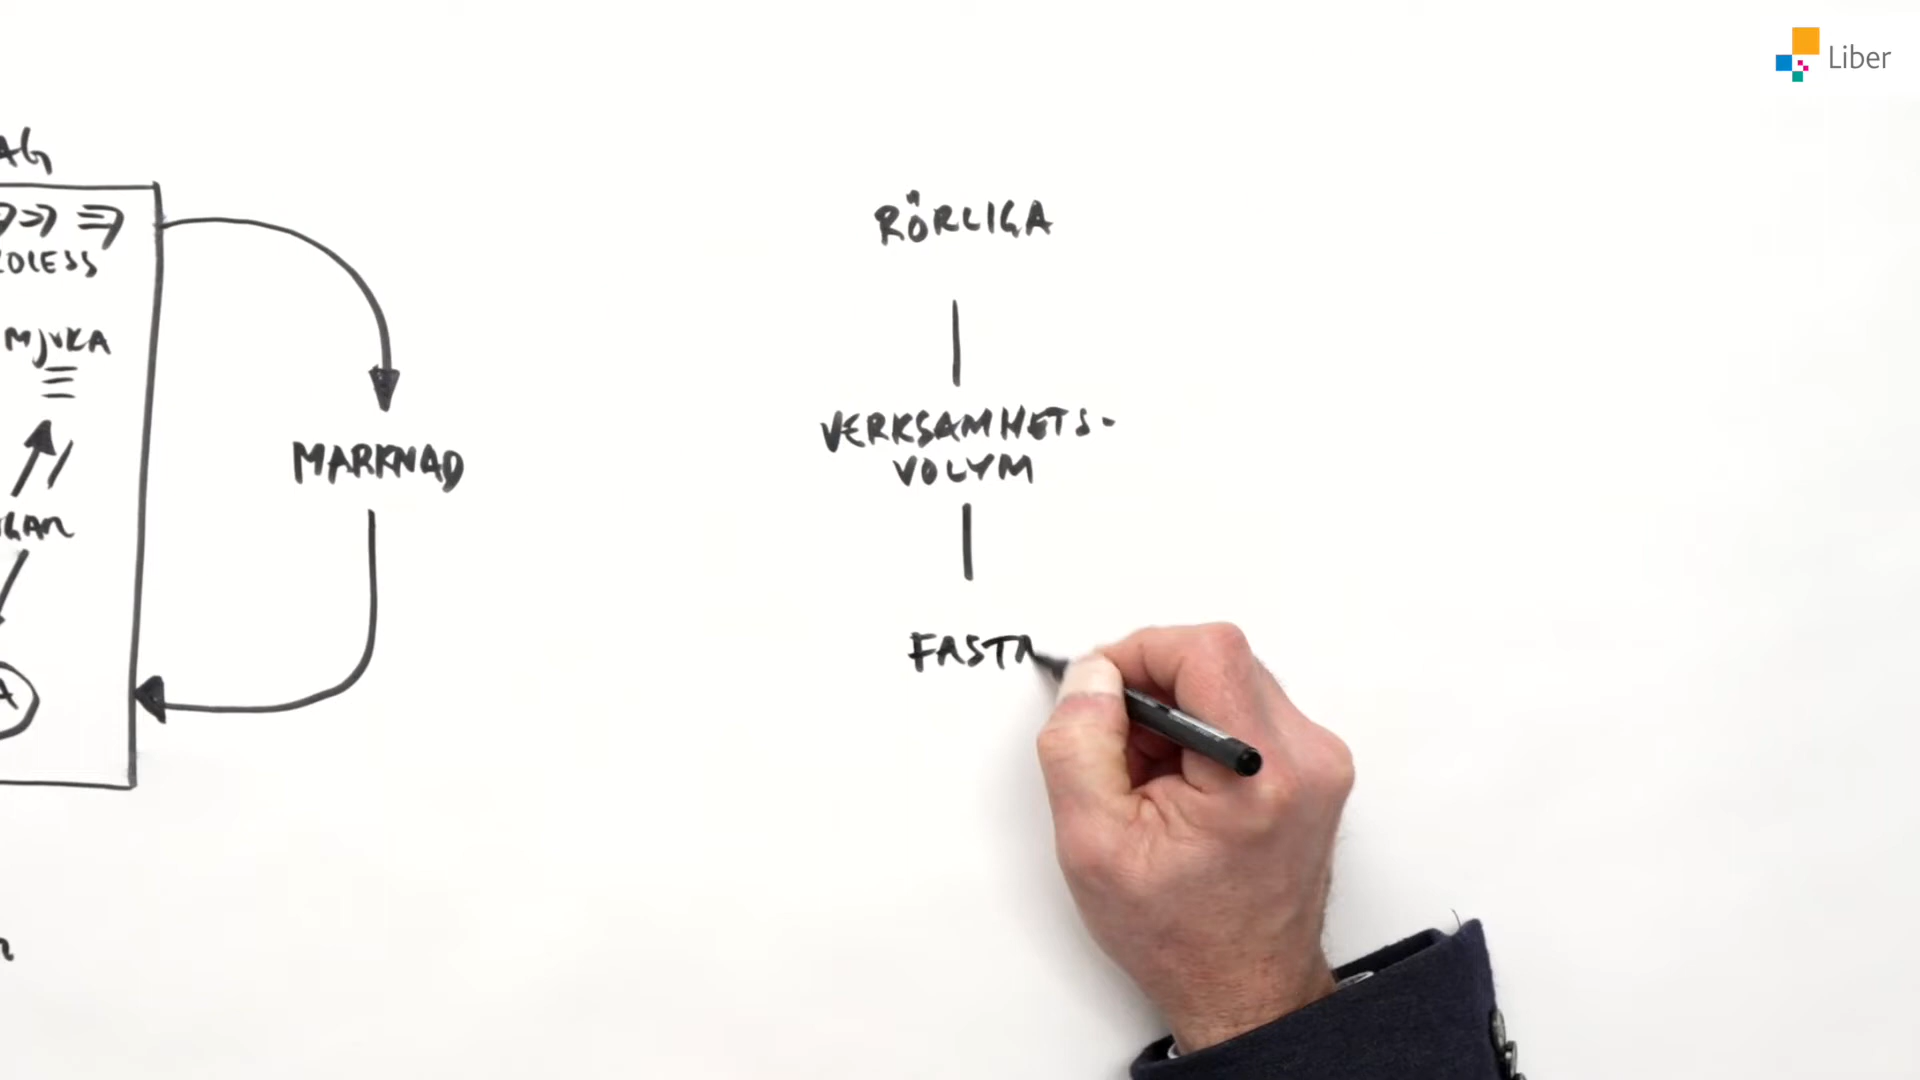 Liber
MJUKA
MARKNAD
RÖRLIGA
VERKSAMHETS-
VOLYM
FASTA